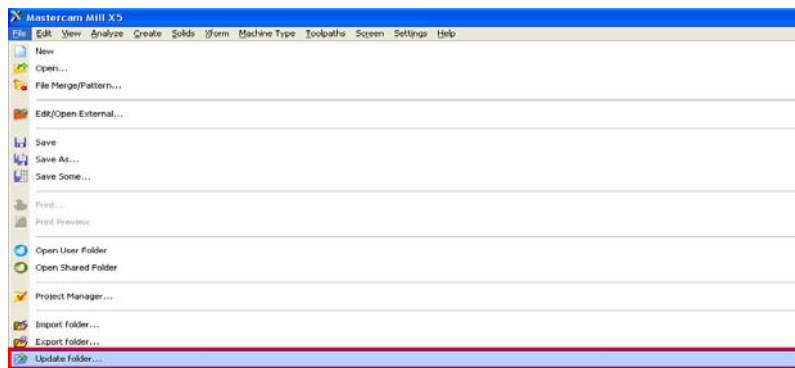 Mastercam Mill X5
File Edit View Analyze Create Solids Xform Machine Type Toolpaths Screen Settings Help
New
Open...
File Merge/Pattern...
Edit/Open External...
Save
Save As...
Save Some...
Print...
Print Preview
Open User Folder
Open Shared Folder
Project Manager...
Import folder...
Export folder...
Update folder...